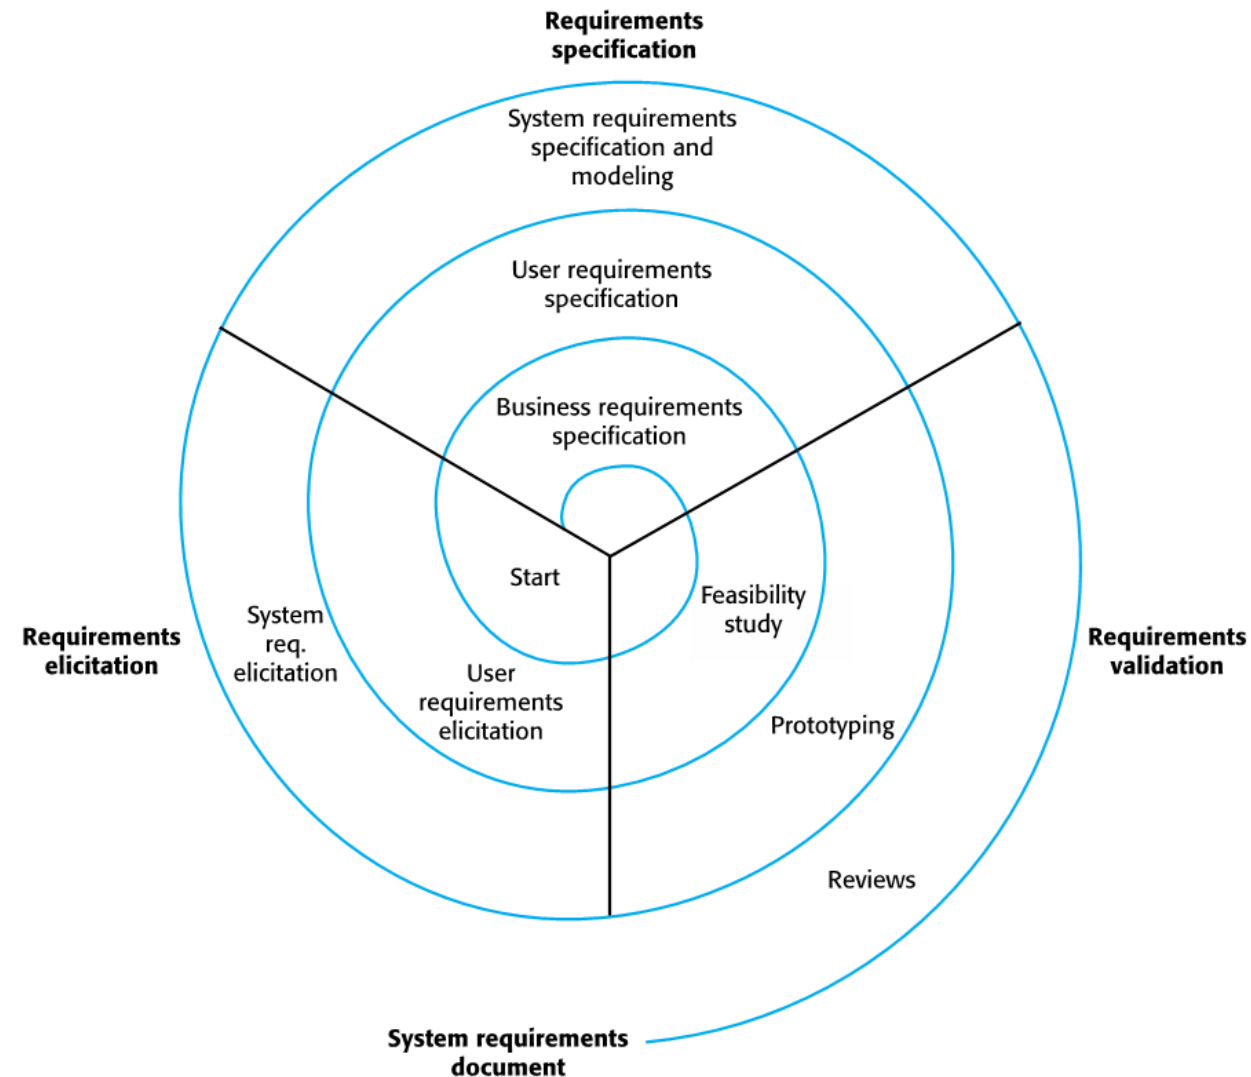 Requirements
specification
System requirements
specification and
modeling
User requirements
specification
Business requirements
specification
Start
Feasibility
study
System
req.
elicitation
Requirements
elicitation
Requirements
validation
User
requirements
elicitation
Prototyping
Reviews
System requirements
document